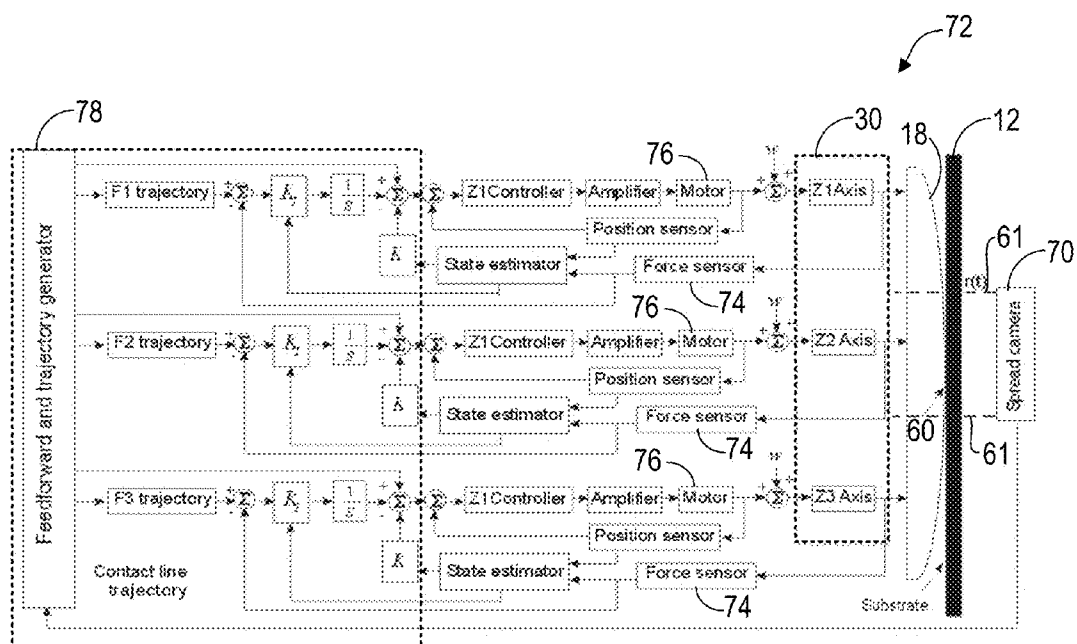 72
78
30
18
12
76
w
F1 trajectory
Σ
1
s
Σ
Σ
Z1Controller
Amplifier
Motor
Σ
Z1Axis
Position sensor
61
70
K
State estimator
Force sensor
r(t)
74
76
w
Feedforward and trajectory generator
F2 trajectory
Σ
1
s
Σ
Σ
Z1Controller
Amplifier
Motor
Σ
Z2 Axis
Spread camera
Position sensor
K
State estimator
Force sensor
60
61
74
76
w
F3 trajectory
Σ
1
s
Σ
Σ
Z1Controller
Amplifier
Motor
Σ
Z3 Axis
Position sensor
K
Contact line
trajectory
State estimator
Force sensor
74
Substrate